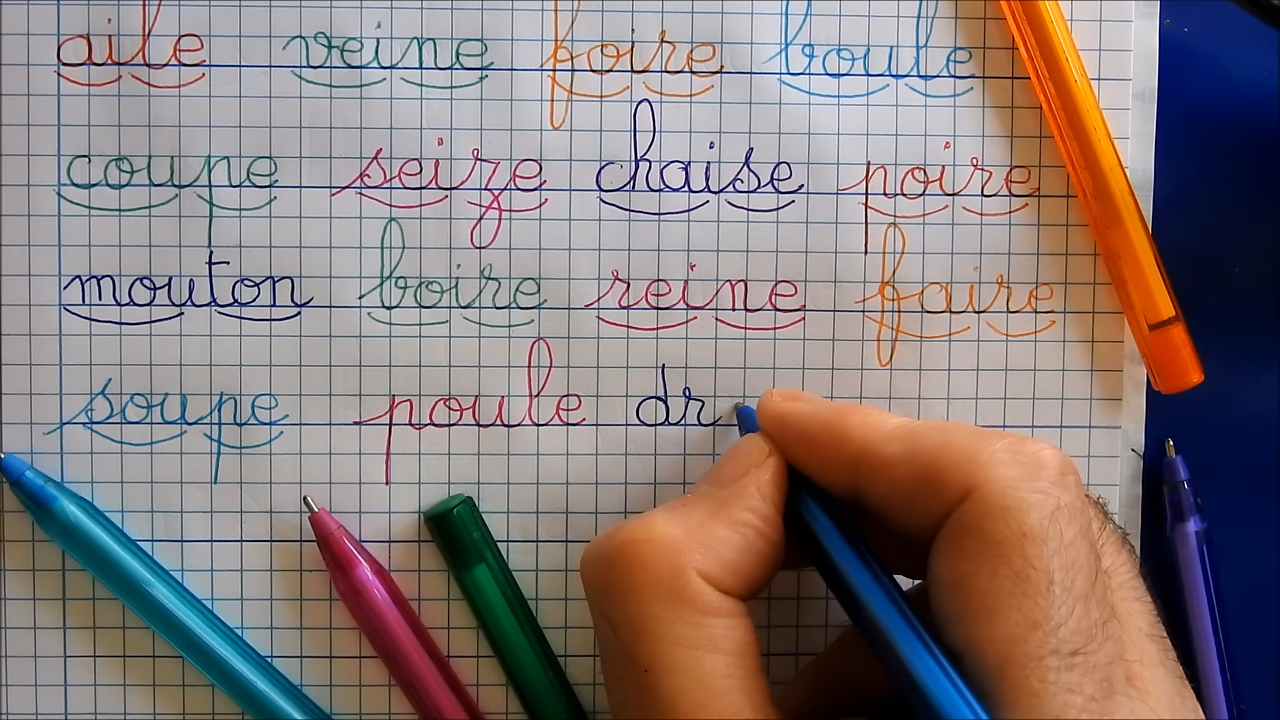 aile veine foire boule
coupe seize chaise poire
mouton boire reine faire
soupe poule dr